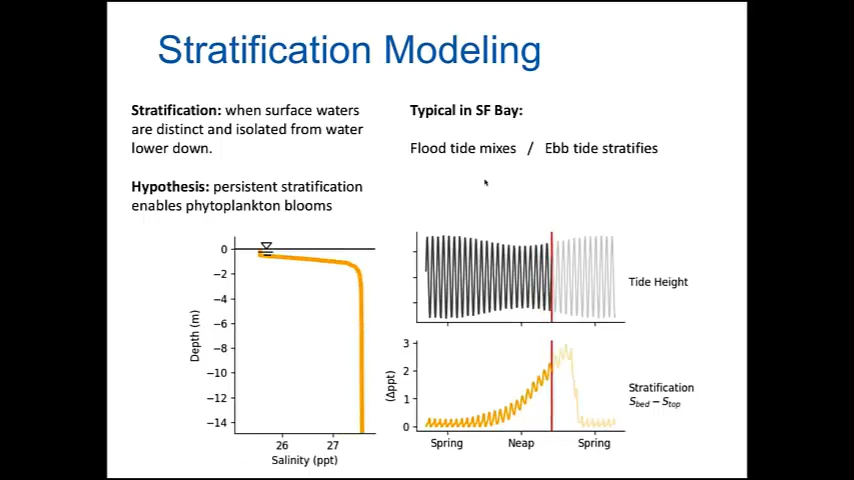 Stratification Modeling
Stratification: when surface waters
are distinct and isolated from water
lower down.
Hypothesis: persistent stratification
enables phytoplankton blooms
Typical in SF Bay:
Flood tide mixes / Ebb tide stratifies
0
−2
−4
−6
−8
−10
−12
−14
Depth (m)
26 27
Salinity (ppt)
Tide Height
3
2
1
0
(Δppt)
Stratification
Sbed − Stop
Spring Neap Spring